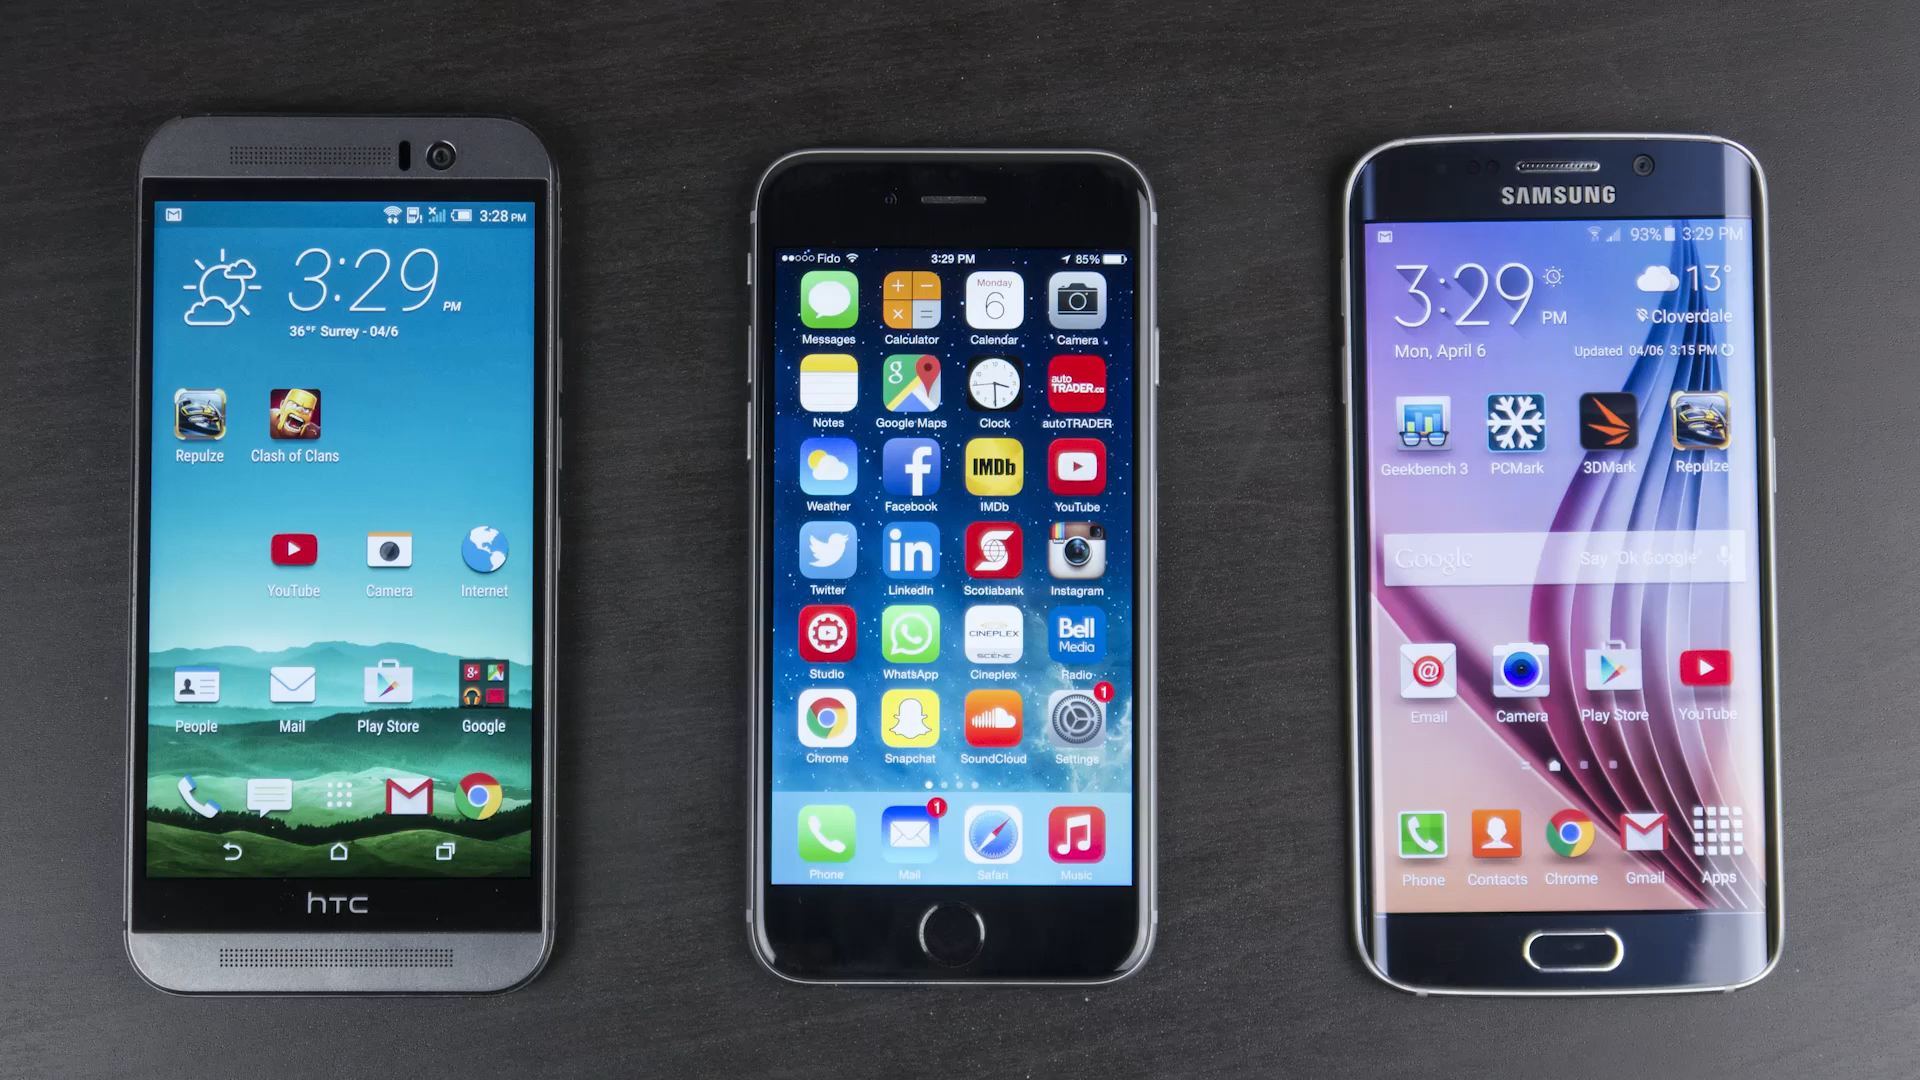 3:28 PM
3:29 PM
36°F Surrey - 04/6
Repulze Clash of Clans
YouTube Camera Internet
People Mail Play Store Google
hTC
Fido 3:29 PM 85%
Monday
6
Messages Calculator Calendar Camera
g auto
TRADER.ca
Notes Google Maps Clock autoTRADER
f IMDb
Weather Facebook IMDb YouTube
in
Twitter LinkedIn Scotiabank Instagram
CINEPLEX Bell
SCENE Media
Studio WhatsApp Cineplex Radio
1
Chrome Snapchat SoundCloud Settings
1
Phone Mail Safari Music
SAMSUNG
93% 3:29 PM
3:29 PM 13°
Cloverdale
Mon, April 6 Updated 04/06 3:15 PM
Geekbench 3 PCMark 3DMark Repulze
Google Say "Ok Google"
@
Email Camera Play Store YouTube
Phone Contacts Chrome Gmail Apps